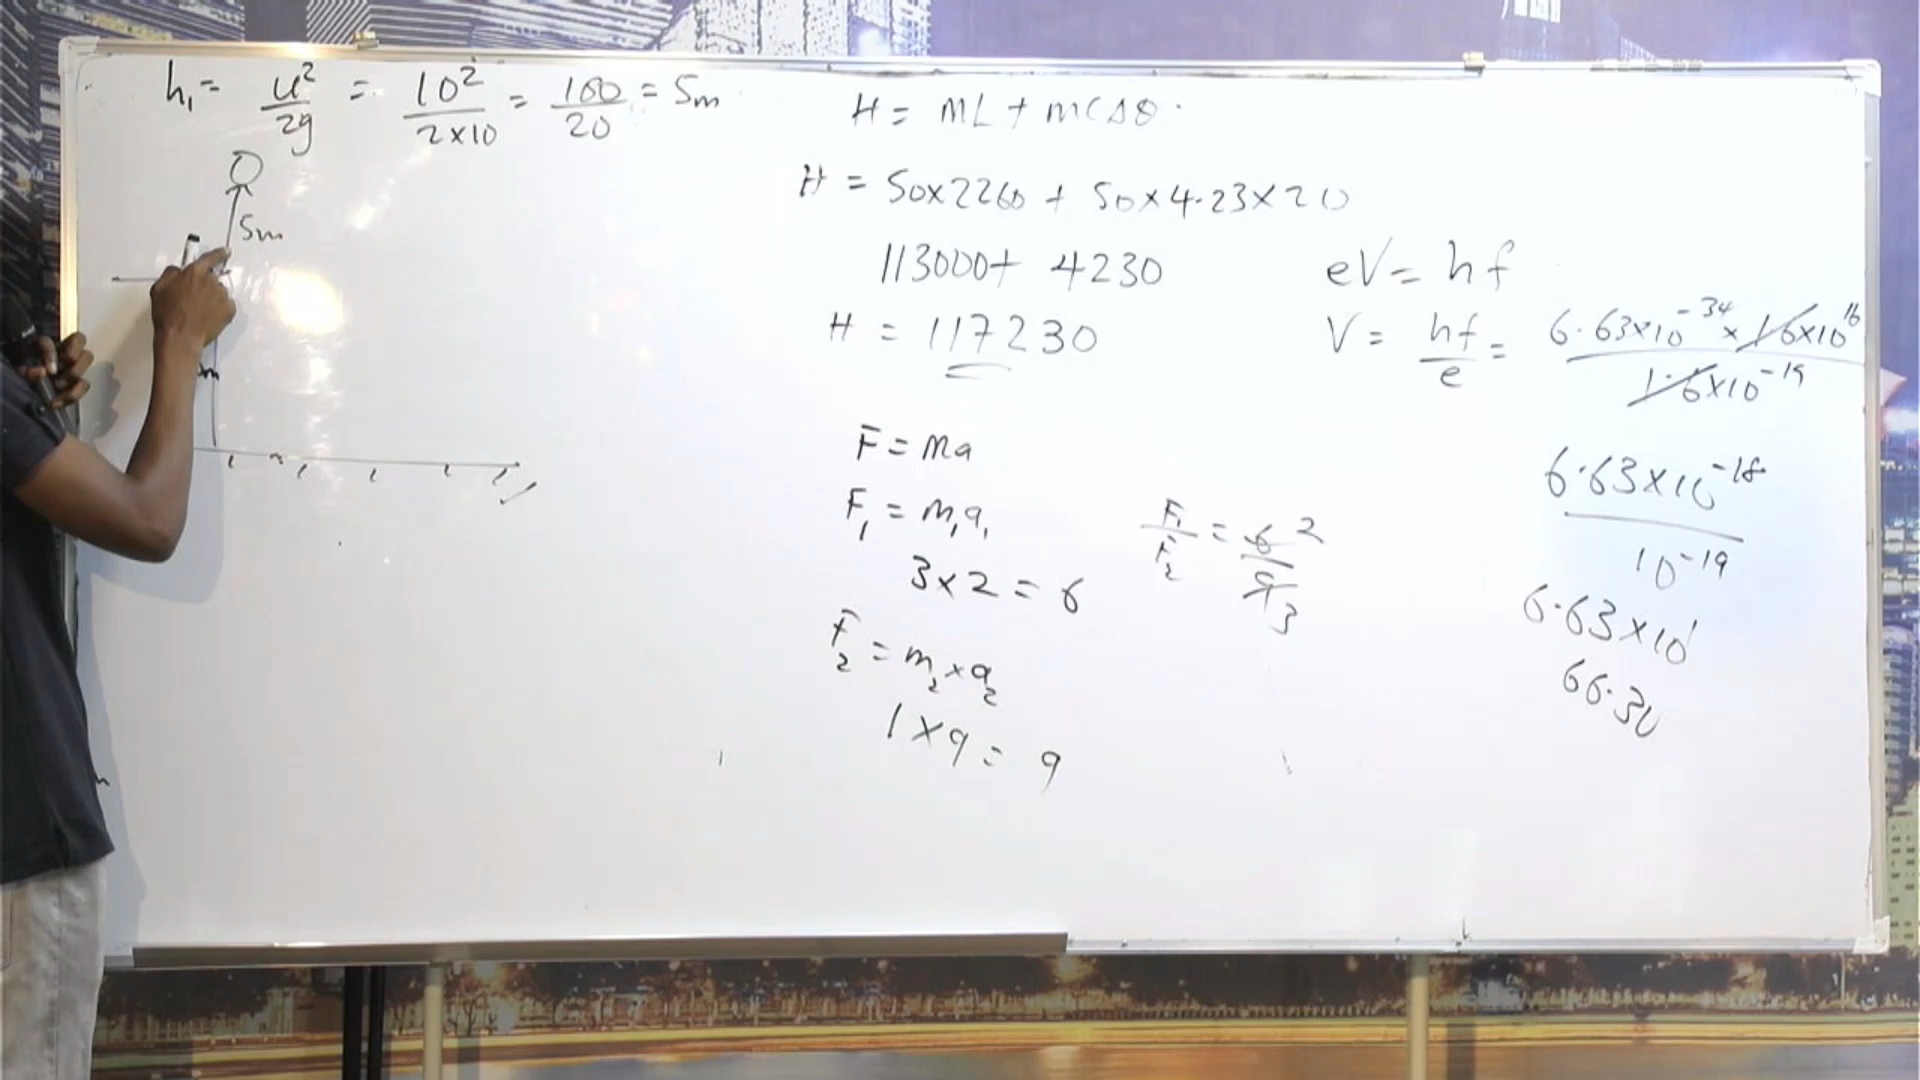 h₁ = u²/2g = 10²/2×10 = 100/20 = 5m
5m
m
H = ML + MCΔθ
H = 50×2260 + 50×4.23×20
113000 + 4230
H = 117230
F = Ma
F₁ = m₁a₁
3×2 = 6
F₂ = m₂×a₂
1×9 = 9
F₁/F₂ = 6/9 2/3
eV = hf
V = hf/e = 6.63×10⁻³⁴ × 1.6×10¹⁶ / 1.6×10⁻¹⁹
6.63×10⁻¹⁸ / 10⁻¹⁹
6.63×10¹
66.30